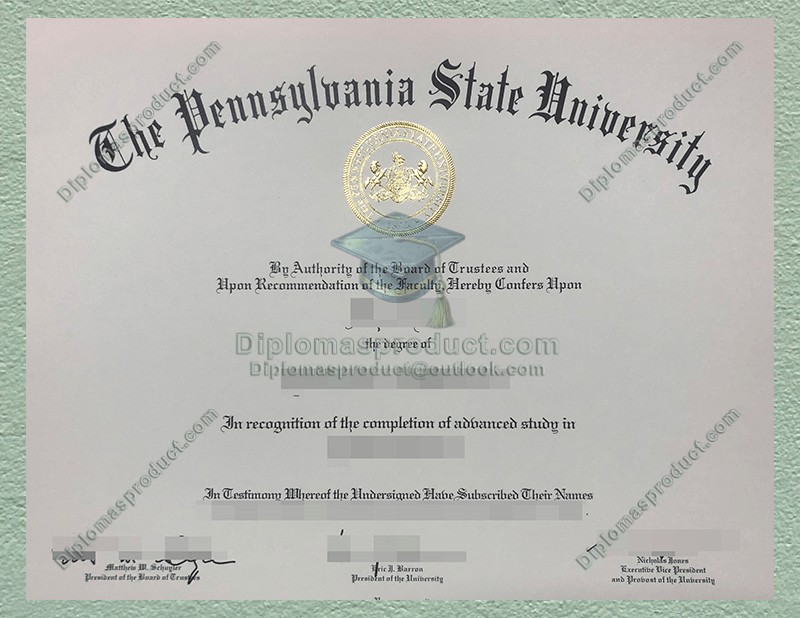 The Pennsylvania State University
By Authority of the Board of Trustees and
Upon Recommendation of the Faculty, Hereby Confers Upon
the degree of
Diplomasproduct.com
Diplomasproduct@outlook.com
In recognition of the completion of advanced study in
In Testimony Whereof the Undersigned Have Subscribed Their Names
Matthew W. Schuyler
President of the Board of Trustees
Eric J. Barron
President of the University
Nicholas Jones
Executive Vice President
and Provost of the Unversity
Diplomasproduct.com
Diplomasproduct.com
Diplomasproduct.com
Diplomasproduct.com